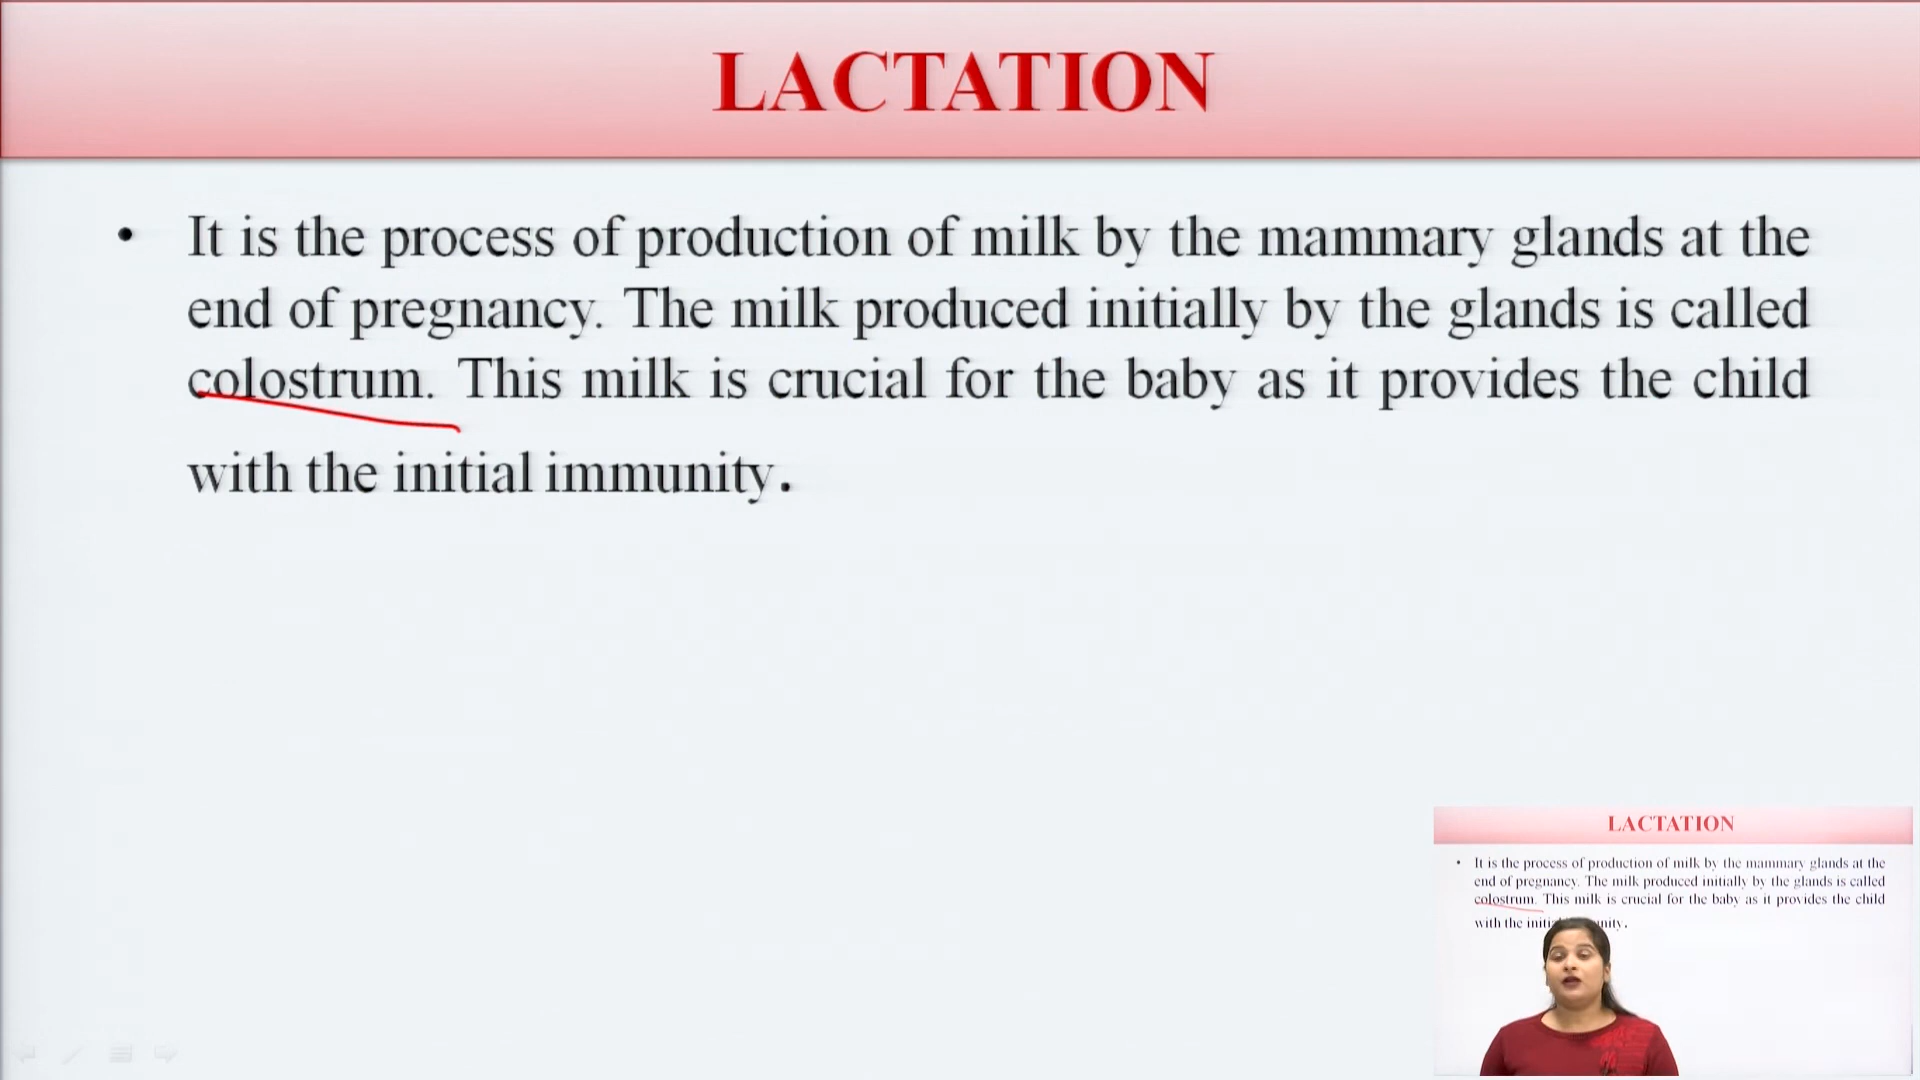 LACTATION
• It is the process of production of milk by the mammary glands at the
end of pregnancy. The milk produced initially by the glands is called
colostrum. This milk is crucial for the baby as it provides the child
with the initial immunity.
LACTATION
• It is the process of production of milk by the mammary glands at the
end of pregnancy. The milk produced initially by the glands is called
colostrum. This milk is crucial for the baby as it provides the child
with the